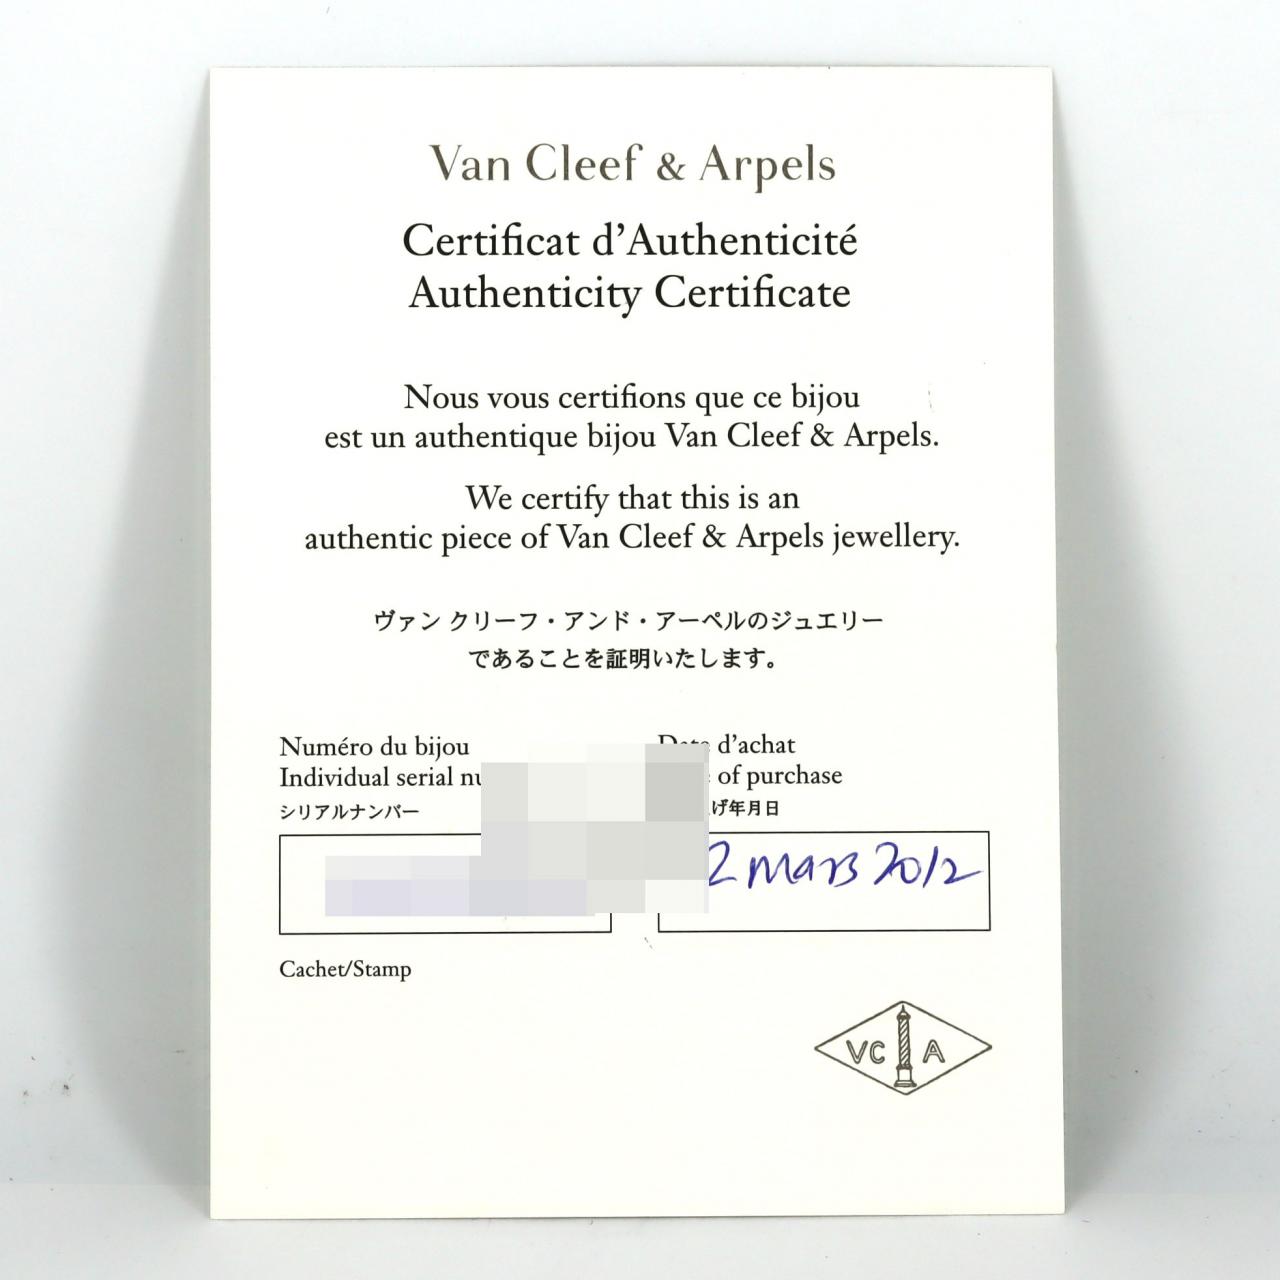 Van Cleef & Arpels
Certificat d’Authenticité
Authenticity Certificate
Nous vous certifions que ce bijou
est un authentique bijou Van Cleef & Arpels.
We certify that this is an
authentic piece of Van Cleef & Arpels jewellery.
ヴァン クリーフ・アンド・アーペルのジュエリー
であることを証明いたします。
Numéro du bijou
Individual serial
シリアルナンバー
d’achat
of purchase
げ年月日
2 mars 2012
Cachet/Stamp
VC A